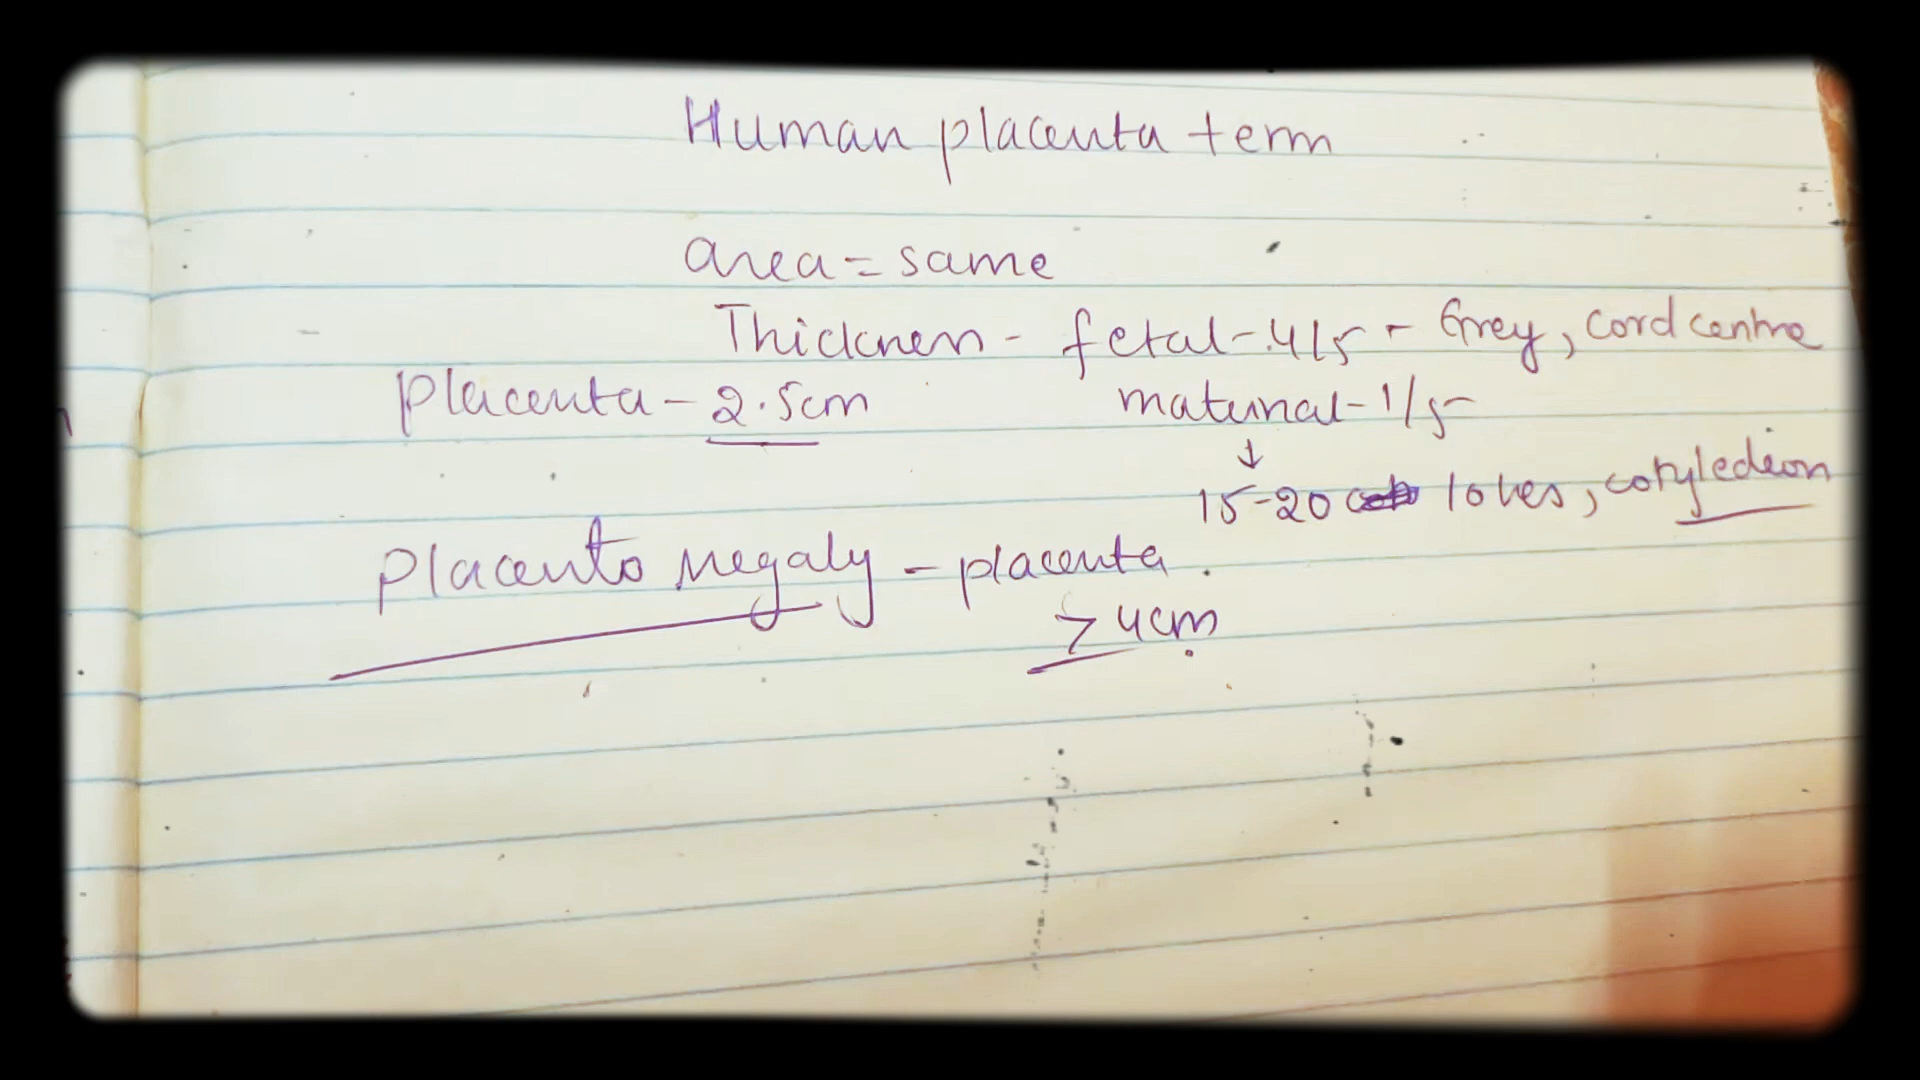 Human placenta term
area = same
Thickness - fetal - 4/5 - Grey, cord centre
Placenta - 2.5cm
maternal - 1/5
↓
15-20 lobes, cotyledion
Placento Megaly - placenta
> 4cm